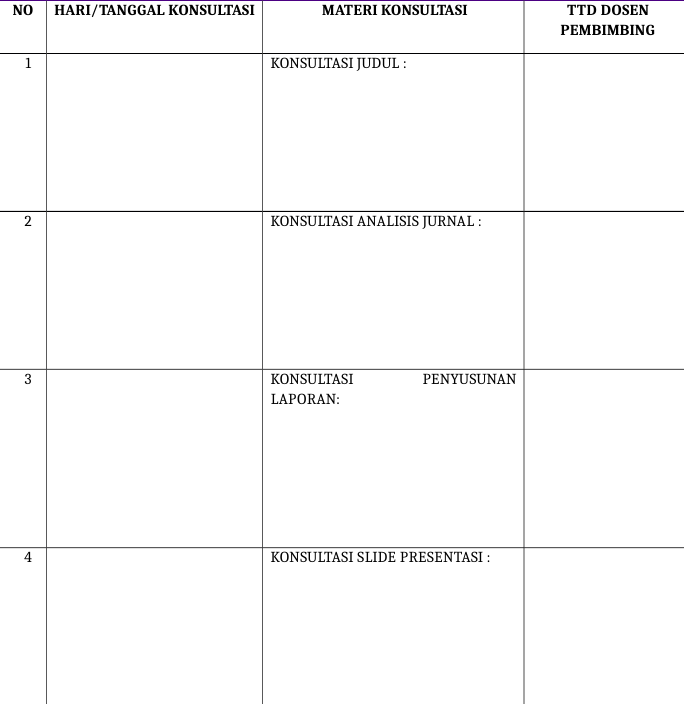 NO HARI/TANGGAL KONSULTASI MATERI KONSULTASI TTD DOSEN
PEMBIMBING
1 KONSULTASI JUDUL :
2 KONSULTASI ANALISIS JURNAL :
3 KONSULTASI PENYUSUNAN
LAPORAN:
4 KONSULTASI SLIDE PRESENTASI :